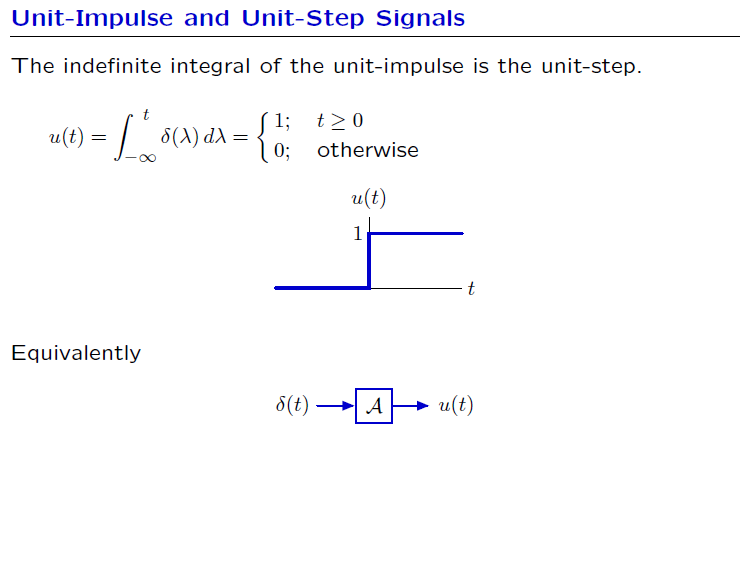 Unit-Impulse and Unit-Step Signals
The indefinite integral of the unit-impulse is the unit-step.
u(t) = ∫_{−∞}^{t} δ(λ) dλ = { 1; t ≥ 0
0; otherwise
u(t)
1
t
Equivalently
δ(t) → 𝒜 → u(t)